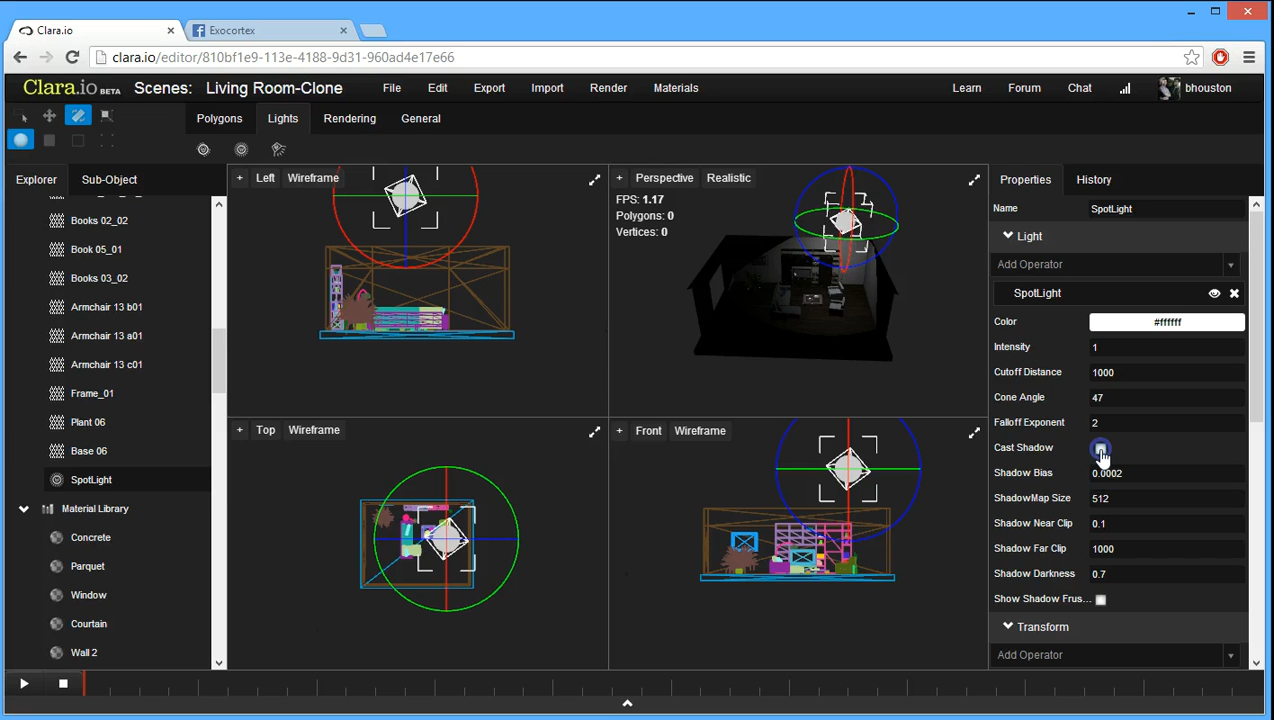 Clara.io
Exocortex
clara.io/editor/810bf1e9-113e-4188-9d31-960ad4e17e66
Clara.io BETA Scenes: Living Room-Clone File Edit Export Import Render Materials Learn Forum Chat bhouston
Polygons Lights Rendering General
Explorer Sub-Object
Books 02_02
Book 05_01
Books 03_02
Armchair 13 b01
Armchair 13 a01
Armchair 13 c01
Frame_01
Plant 06
Base 06
SpotLight
Material Library
Concrete
Parquet
Window
Courtain
Wall 2
+ Left Wireframe
+ Perspective Realistic
FPS: 1.17
Polygons: 0
Vertices: 0
+ Top Wireframe
+ Front Wireframe
Properties History
Name SpotLight
Light
Add Operator
SpotLight
Color #ffffff
Intensity 1
Cutoff Distance 1000
Cone Angle 47
Falloff Exponent 2
Cast Shadow
Shadow Bias 0.0002
ShadowMap Size 512
Shadow Near Clip 0.1
Shadow Far Clip 1000
Shadow Darkness 0.7
Show Shadow Frus...
Transform
Add Operator